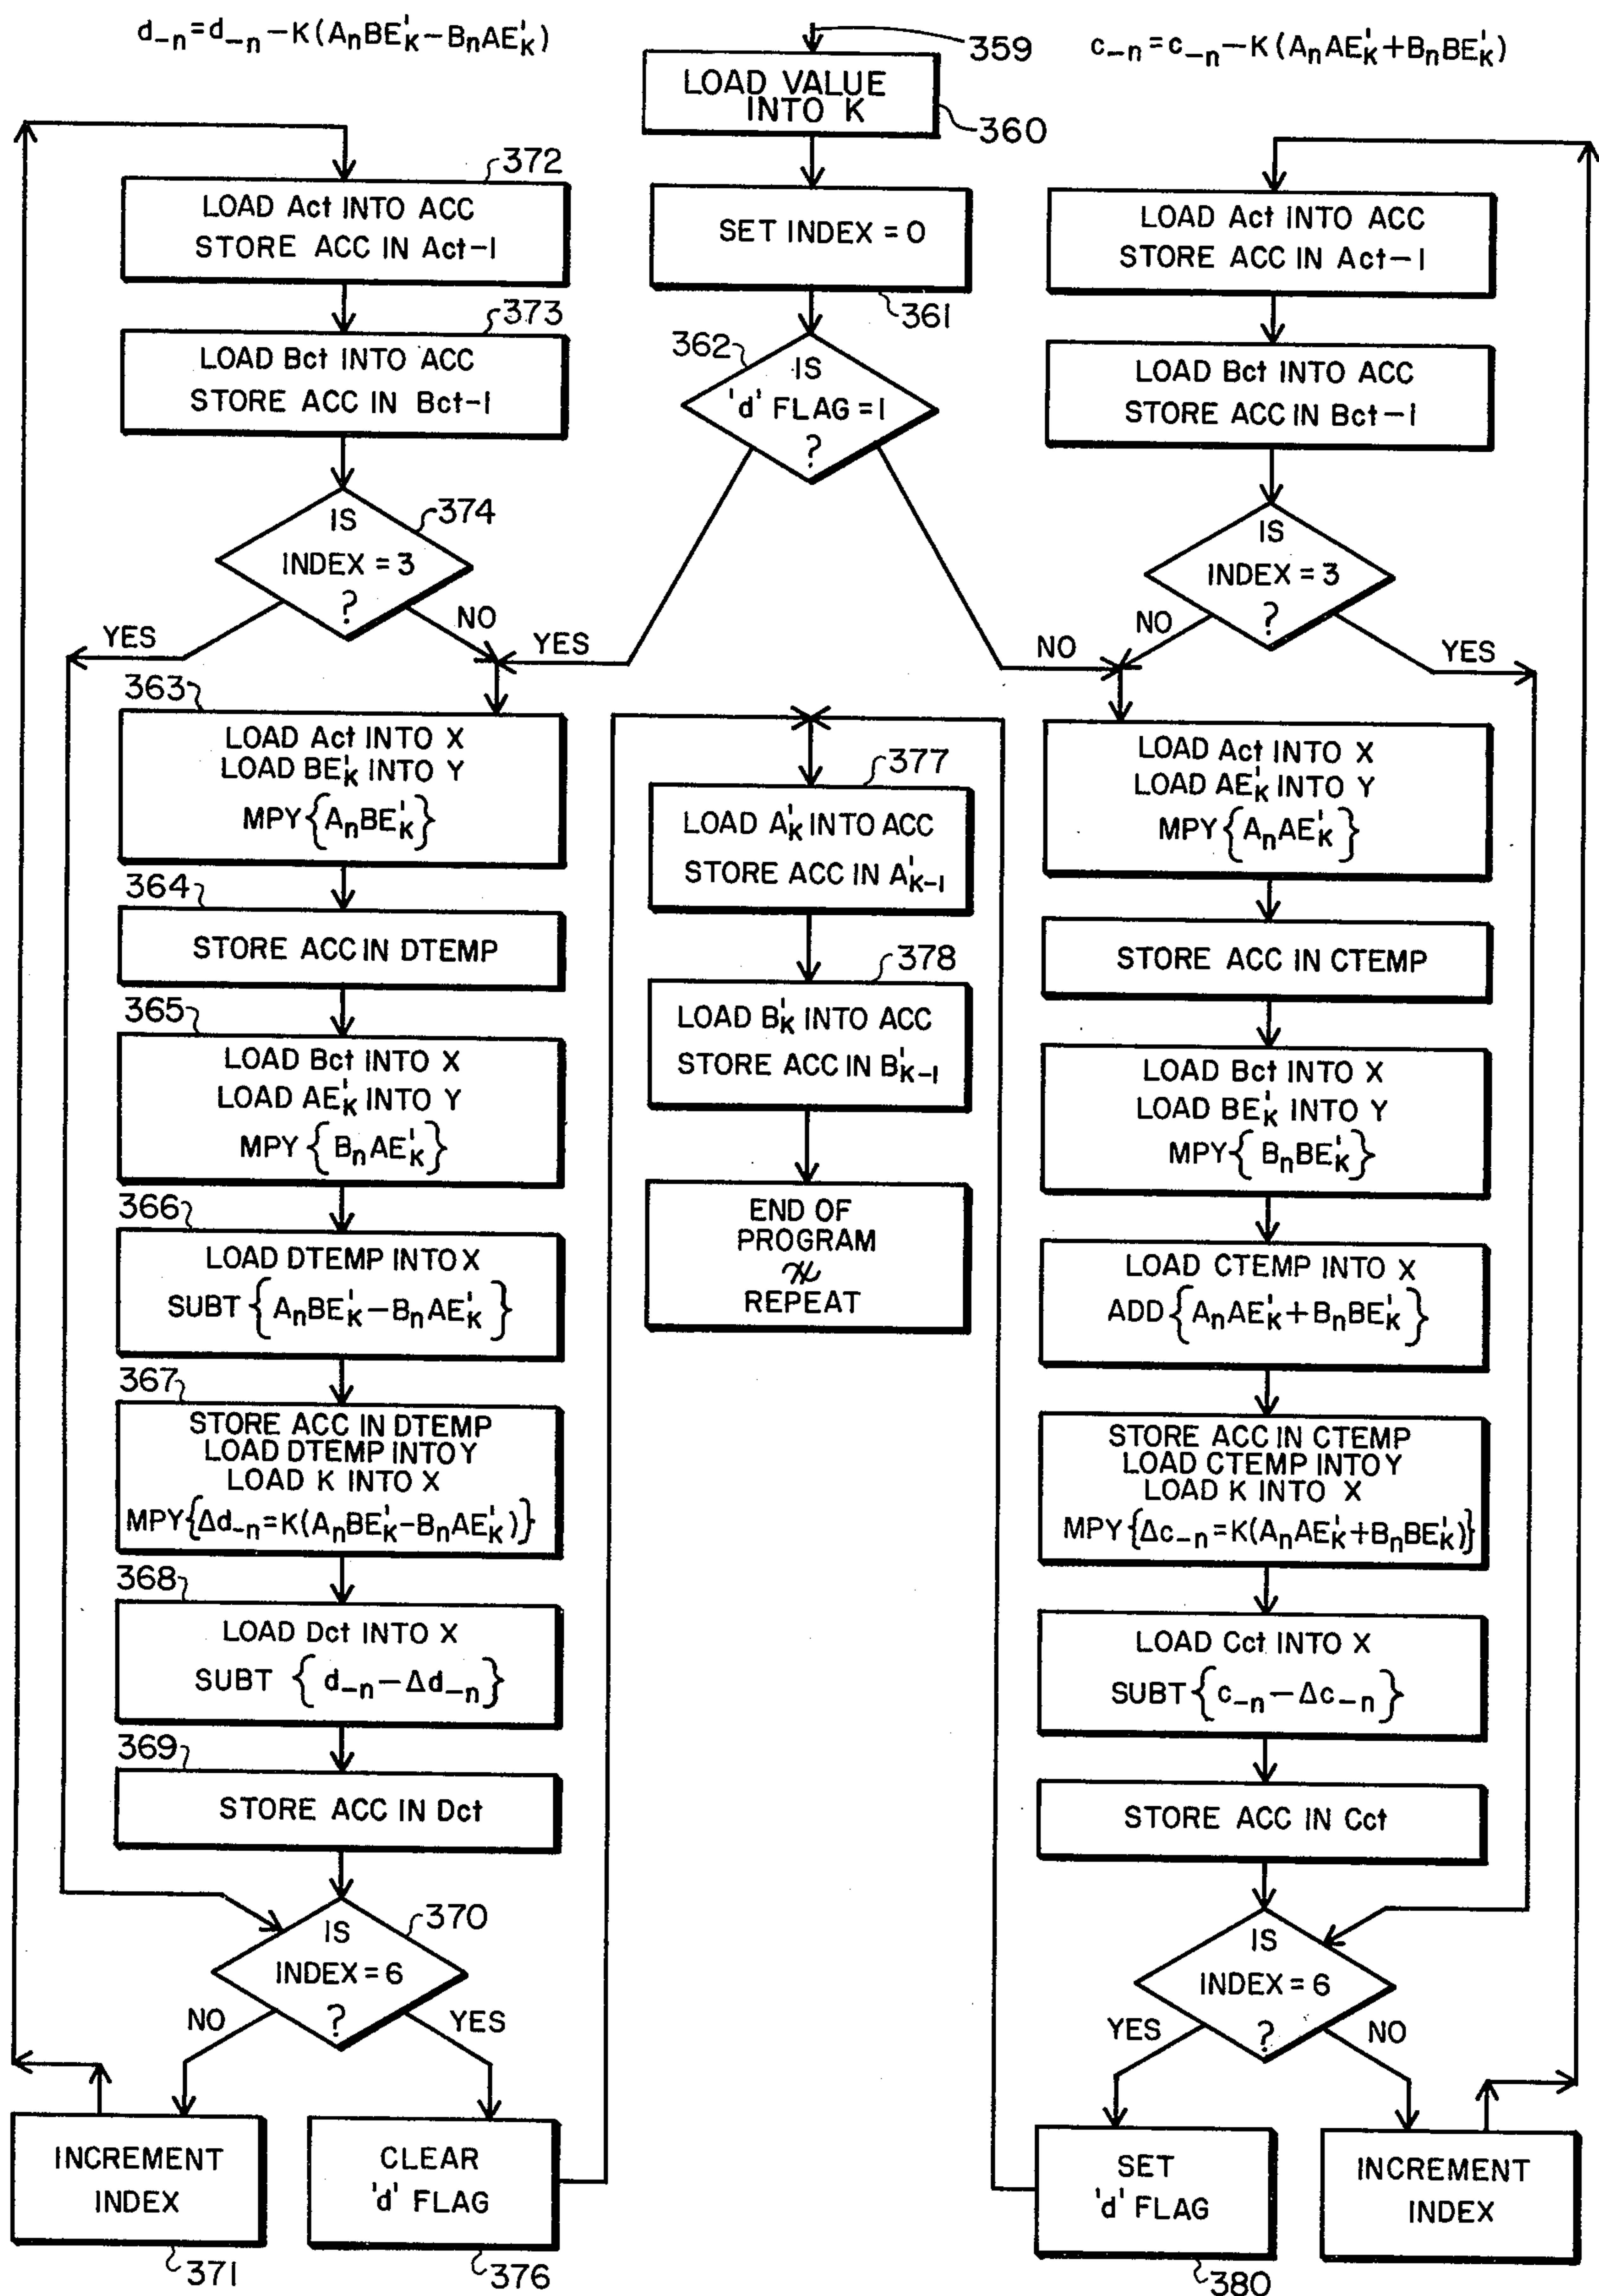 d₋n=d₋n−K(AnBE'K−BnAE'K)
359
c₋n=c₋n−K(AnAE'K+BnBE'K)
LOAD VALUE
INTO K
360
SET INDEX = 0
361
362
IS
'd' FLAG = 1
?
YES
NO
372
LOAD Act INTO ACC
STORE ACC IN Act−1
373
LOAD Bct INTO ACC
STORE ACC IN Bct−1
374
IS
INDEX = 3
?
YES
NO
363
LOAD Act INTO X
LOAD BE'K INTO Y
MPY{AnBE'K}
364
STORE ACC IN DTEMP
365
LOAD Bct INTO X
LOAD AE'K INTO Y
MPY {BnAE'K}
366
LOAD DTEMP INTO X
SUBT {AnBE'K−BnAE'K}
367
STORE ACC IN DTEMP
LOAD DTEMP INTO Y
LOAD K INTO X
MPY{Δd₋n=K(AnBE'K−BnAE'K)}
368
LOAD Dct INTO X
SUBT {d₋n−Δd₋n}
369
STORE ACC IN Dct
370
IS
INDEX = 6
?
NO
YES
INCREMENT
INDEX
371
CLEAR
'd' FLAG
376
377
LOAD A'K INTO ACC
STORE ACC IN A'K−1
378
LOAD B'K INTO ACC
STORE ACC IN B'K−1
END OF
PROGRAM
REPEAT
LOAD Act INTO ACC
STORE ACC IN Act−1
LOAD Bct INTO ACC
STORE ACC IN Bct−1
IS
INDEX = 3
?
NO
YES
LOAD Act INTO X
LOAD AE'K INTO Y
MPY{AnAE'K}
STORE ACC IN CTEMP
LOAD Bct INTO X
LOAD BE'K INTO Y
MPY{BnBE'K}
LOAD CTEMP INTO X
ADD{AnAE'K+BnBE'K}
STORE ACC IN CTEMP
LOAD CTEMP INTO Y
LOAD K INTO X
MPY{Δc₋n=K(AnAE'K+BnBE'K)}
LOAD Cct INTO X
SUBT{c₋n−Δc₋n}
STORE ACC IN Cct
IS
INDEX = 6
?
YES
NO
SET
'd' FLAG
380
INCREMENT
INDEX